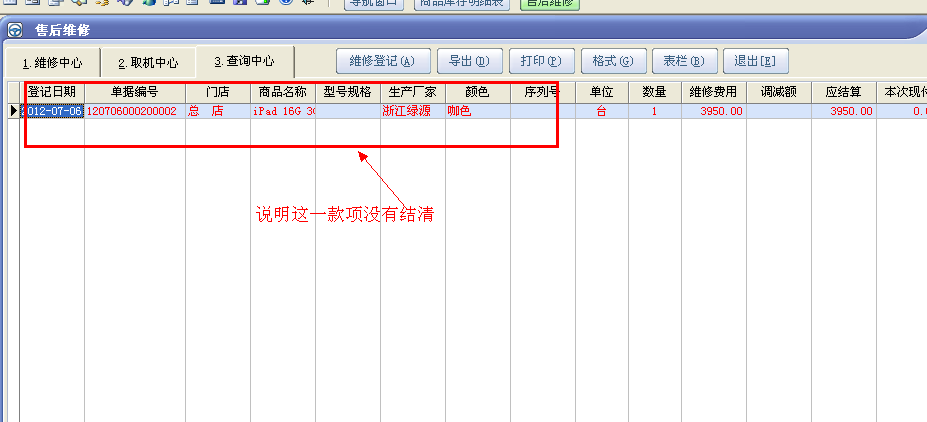 导航窗口 商品库存明细表 售后维修
售后维修
1.维修中心 2.取机中心 3.查询中心 维修登记(A) 导出(D) 打印(P) 格式(G) 表栏(B) 退出[E]
登记日期 单据编号 门店 商品名称 型号规格 生产厂家 颜色 序列号 单位 数量 维修费用 调减额 应结算 本次现付
012-07-06 120706000200002 总 店 iPad 16G 3G 浙江绿源 咖色 台 1 3950.00 3950.00 0.
说明这一款项没有结清